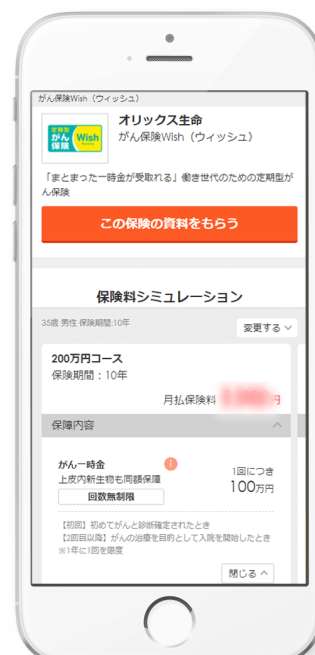 がん保険Wish（ウィッシュ）
オリックス生命
がん保険Wish（ウィッシュ）
定期型
がん
保険
Wish
「まとまった一時金が受取れる」働き世代のための定期型が
ん保険
この保険の資料をもらう
保険料シミュレーション
35歳 男性 保険期間:10年
変更する
200万円コース
保険期間：10年
月払保険料
円
保障内容
がん一時金
上皮内新生物も同額保障
回数無制限
1回につき
100万円
【初回】初めてがんと診断確定されたとき
【2回目以降】がんの治療を目的として入院を開始したとき
※1年に1回を限度
閉じる